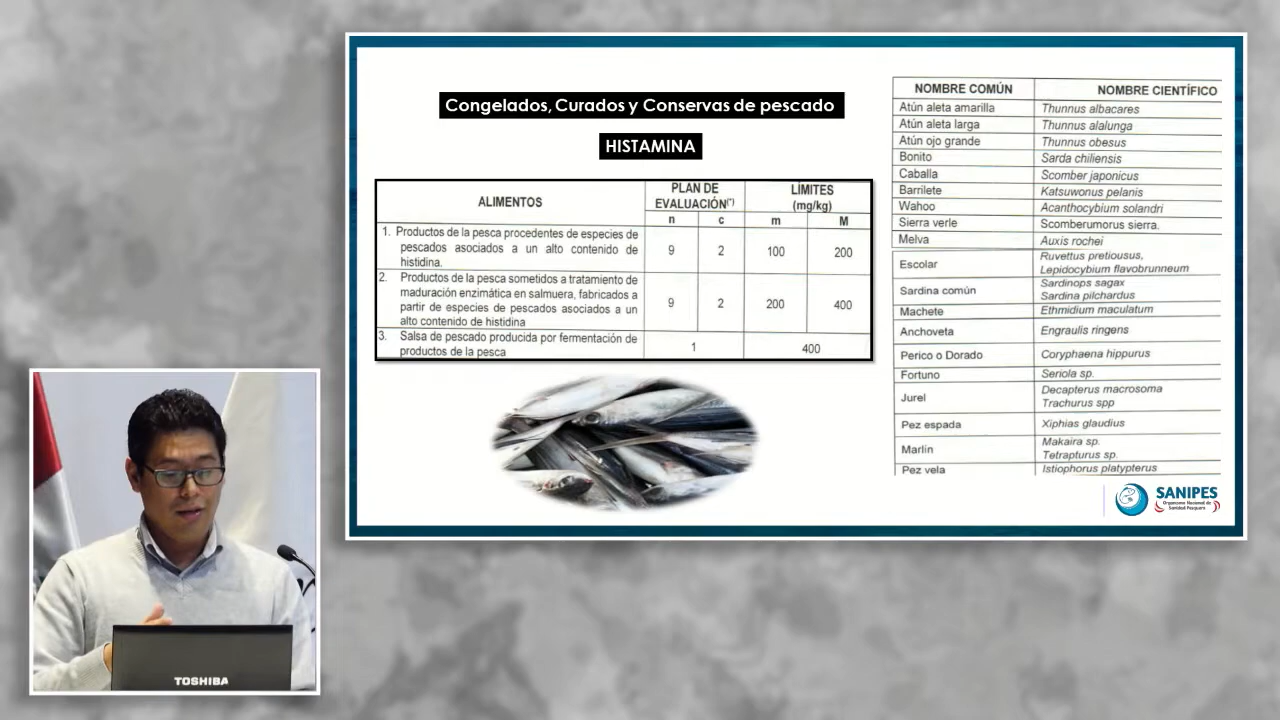 Congelados, Curados y Conservas de pescado
HISTAMINA
ALIMENTOS
PLAN DE
EVALUACIÓN(*)
LÍMITES
(mg/kg)
n
c
m
M
1. Productos de la pesca procedentes de especies de
pescados asociados a un alto contenido de
histidina.
9
2
100
200
2. Productos de la pesca sometidos a tratamiento de
maduración enzimática en salmuera, fabricados a
partir de especies de pescados asociados a un
alto contenido de histidina
9
2
200
400
3. Salsa de pescado producida por fermentación de
productos de la pesca
1
400
NOMBRE COMÚN
NOMBRE CIENTÍFICO
Atún aleta amarilla
Thunnus albacares
Atún aleta larga
Thunnus alalunga
Atún ojo grande
Thunnus obesus
Bonito
Sarda chiliensis
Caballa
Scomber japonicus
Barrilete
Katsuwonus pelanis
Wahoo
Acanthocybium solandri
Sierra verle
Scomberumorus sierra.
Melva
Auxis rochei
Escolar
Ruvettus pretiousus,
Lepidocybium flavobrunneum
Sardina común
Sardinops sagax
Sardina pilchardus
Machete
Ethmidium maculatum
Anchoveta
Engraulis ringens
Perico o Dorado
Coryphaena hippurus
Fortuno
Seriola sp.
Jurel
Decapterus macrosoma
Trachurus spp
Pez espada
Xiphias glaudius
Marlin
Makaira sp.
Tetrapturus sp.
Pez vela
Istiophorus platypterus
SANIPES
Organismo Nacional de
Sanidad Pesquera
TOSHIBA